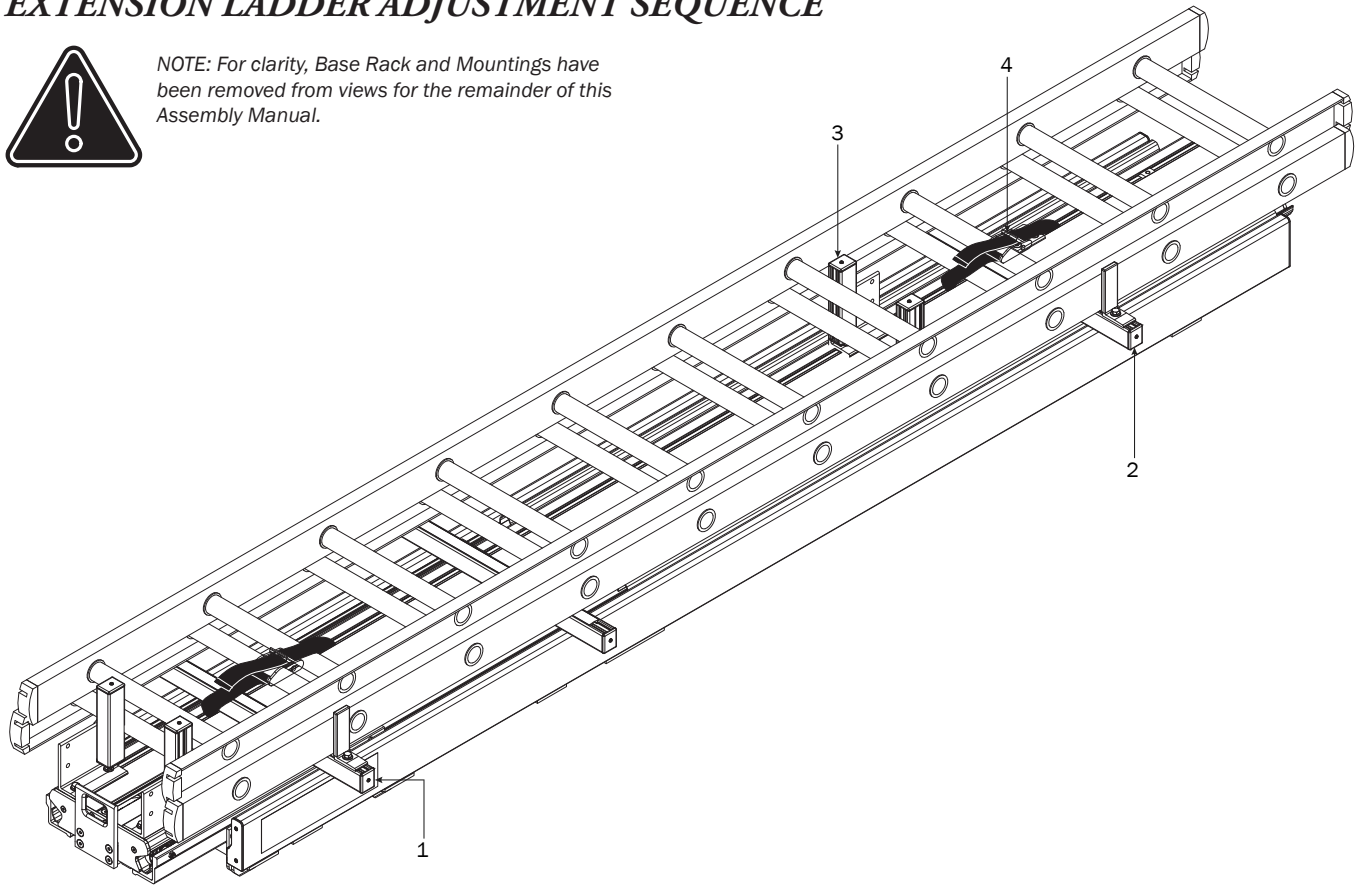 EXTENSION LADDER ADJUSTMENT SEQUENCE
NOTE: For clarity, Base Rack and Mountings have
been removed from views for the remainder of this
Assembly Manual.
4
3
2
1